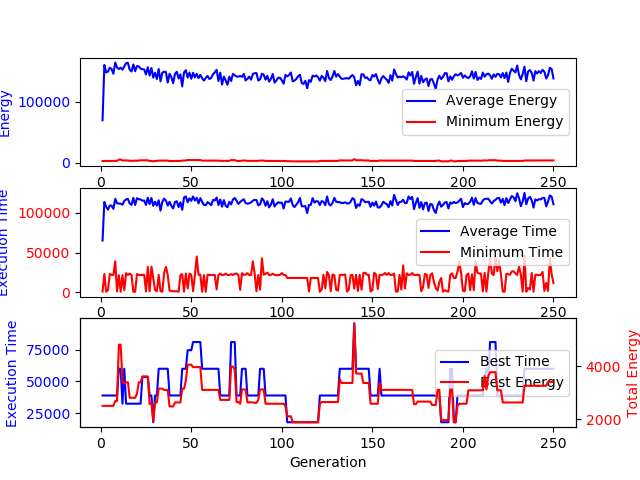 Energy
100000
0
Average Energy
Minimum Energy
0 50 100 150 200 250
Execution Time
100000
50000
0
Average Time
Minimum Time
0 50 100 150 200 250
Execution Time
75000
50000
25000
Best Time
Best Energy
4000
2000
Total Energy
0 50 100 150 200 250
Generation